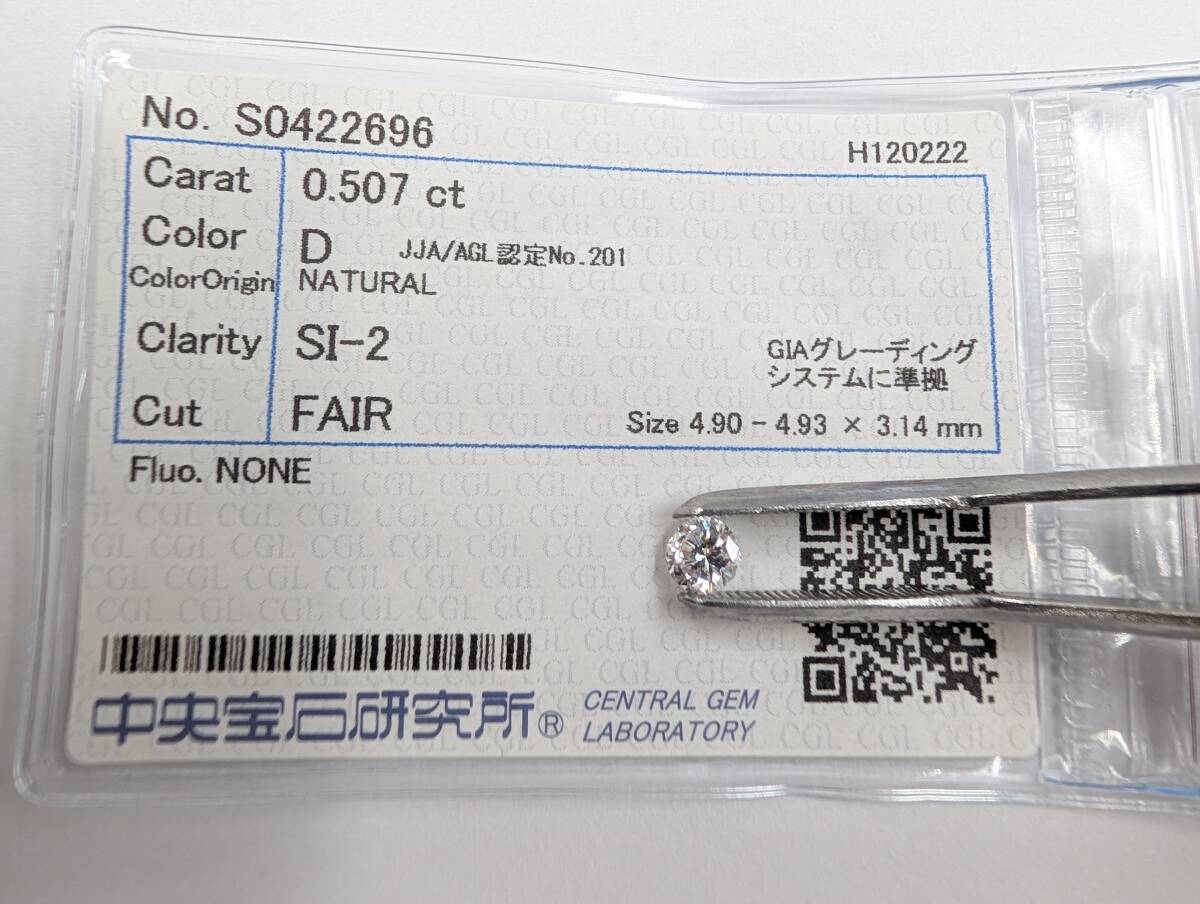 No. S0422696
H120222
Carat 0.507 ct
Color D JJA/AGL認定No.201
ColorOrigin NATURAL
Clarity SI-2
GIAグレーディング
システムに準拠
Cut FAIR Size 4.90 - 4.93 × 3.14 mm
Fluo. NONE
中央宝石研究所® CENTRAL GEM
LABORATORY